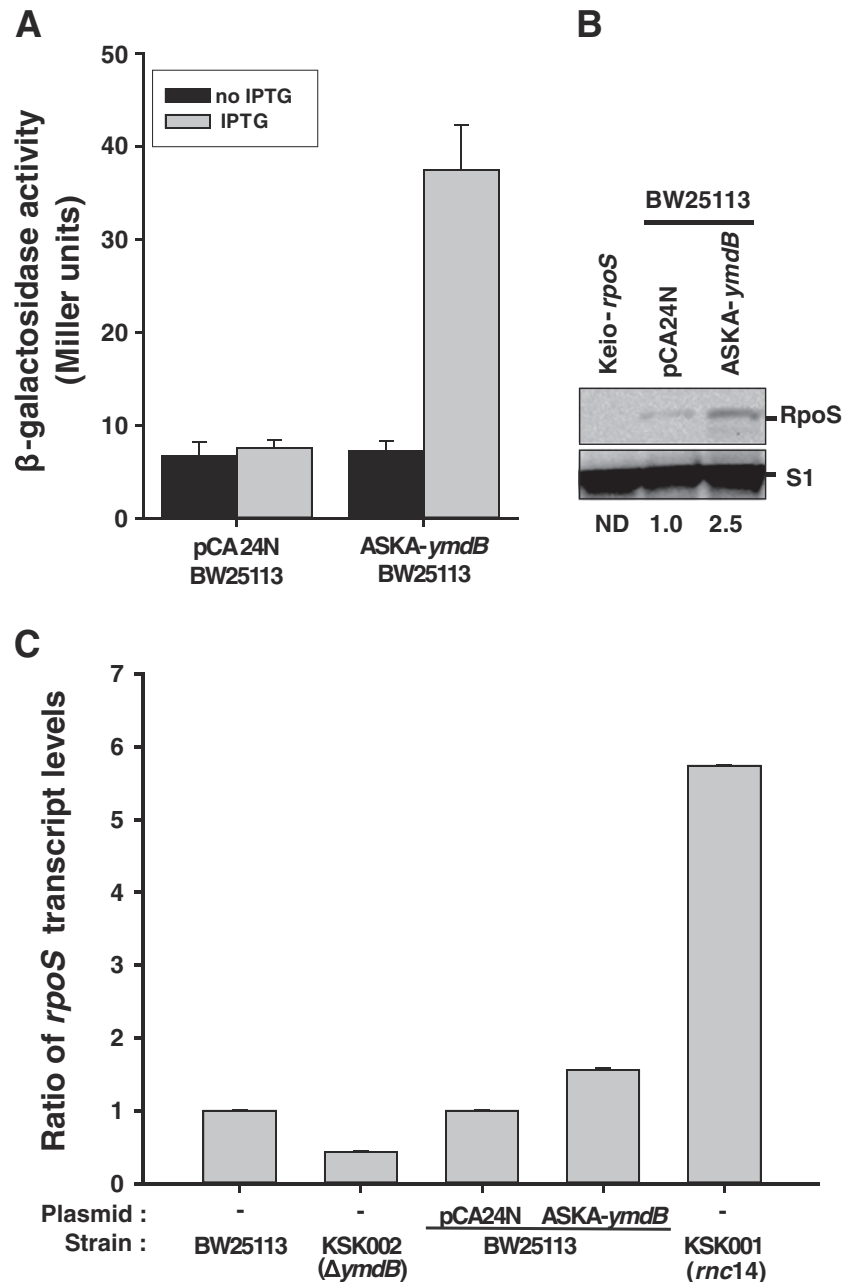 A
β-galactosidase activity
(Miller units)
50
40
30
20
10
0
no IPTG
IPTG
pCA24N
BW25113
ASKA-ymdB
BW25113
B
BW25113
Keio-rpoS
pCA24N
ASKA-ymdB
RpoS
S1
ND 1.0 2.5
C
Ratio of rpoS transcript levels
7
6
5
4
3
2
1
0
Plasmid : - - pCA24N ASKA-ymdB -
Strain : BW25113 KSK002 BW25113 KSK001
(ΔymdB) (rnc14)